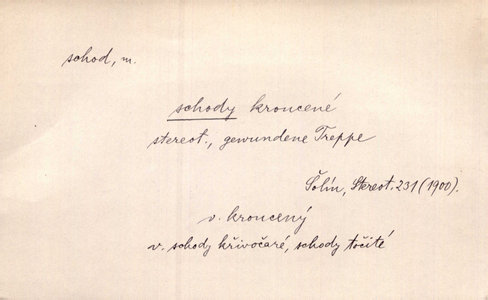 schod, m.
schody kroucené
stereot., gewundene Treppe
Šolín, Stereot. 231 (1900).
v. kroucený
v. schody křivočaré, schody točité